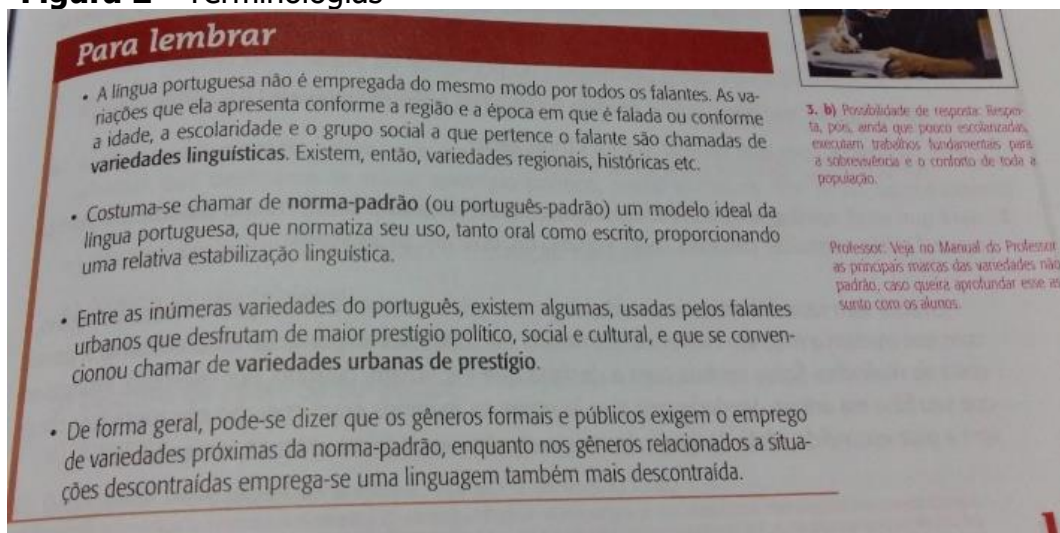 Para lembrar
• A língua portuguesa não é empregada do mesmo modo por todos os falantes. As va-
riações que ela apresenta conforme a região e a época em que é falada ou conforme
a idade, a escolaridade e o grupo social a que pertence o falante são chamadas de
variedades linguísticas. Existem, então, variedades regionais, históricas etc.
• Costuma-se chamar de norma-padrão (ou português-padrão) um modelo ideal da
língua portuguesa, que normatiza seu uso, tanto oral como escrito, proporcionando
uma relativa estabilização linguística.
• Entre as inúmeras variedades do português, existem algumas, usadas pelos falantes
urbanos que desfrutam de maior prestígio político, social e cultural, e que se conven-
cionou chamar de variedades urbanas de prestígio.
• De forma geral, pode-se dizer que os gêneros formais e públicos exigem o emprego
de variedades próximas da norma-padrão, enquanto nos gêneros relacionados a situa-
ções descontraídas emprega-se uma linguagem também mais descontraída.
3. b) Possibilidade de resposta: Respei-
ta, pois, ainda que pouco escolarizadas,
executam trabalhos fundamentais para
a sobrevivência e o conforto de toda a
população.
Professor: Veja no Manual do Professor
as principais marcas das variedades não
padrão, caso queira aprofundar esse as
sunto com os alunos.